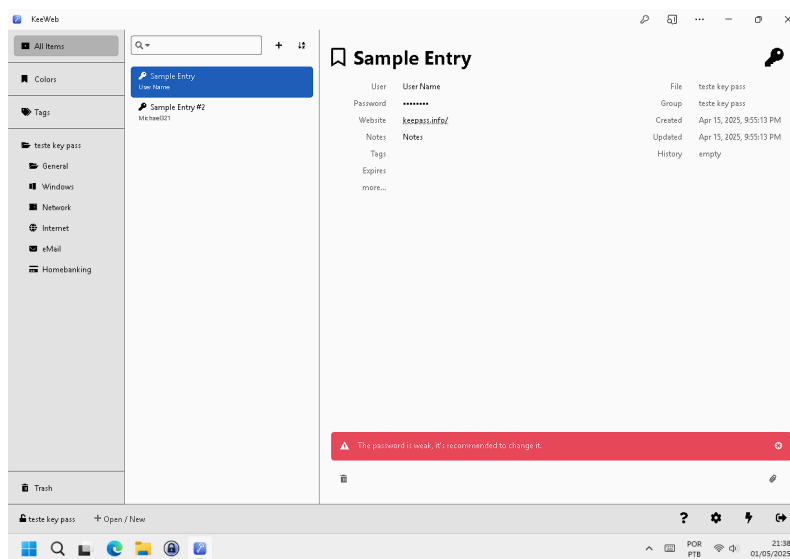 KeeWeb
All Items
Colors
Tags
teste key pass
General
Windows
Network
Internet
eMail
Homebanking
Trash
Sample Entry
User Name
Sample Entry #2
Michael321
Sample Entry
User User Name
Password ••••••••
Website keepass.info/
Notes Notes
Tags
Expires
more...
File teste key pass
Group teste key pass
Created Apr 15, 2025, 9:55:13 PM
Updated Apr 15, 2025, 9:55:13 PM
History empty
The password is weak, it's recommended to change it.
teste key pass + Open / New
POR
PTB
21:38
01/05/2025